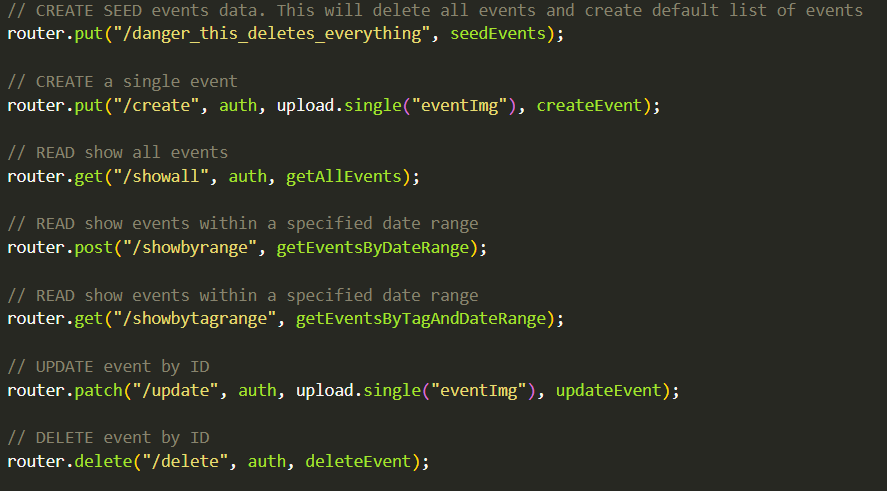 // CREATE SEED events data. This will delete all events and create default list of events
router.put("/danger_this_deletes_everything", seedEvents);
// CREATE a single event
router.put("/create", auth, upload.single("eventImg"), createEvent);
// READ show all events
router.get("/showall", auth, getAllEvents);
// READ show events within a specified date range
router.post("/showbyrange", getEventsByDateRange);
// READ show events within a specified date range
router.get("/showbytagrange", getEventsByTagAndDateRange);
// UPDATE event by ID
router.patch("/update", auth, upload.single("eventImg"), updateEvent);
// DELETE event by ID
router.delete("/delete", auth, deleteEvent);